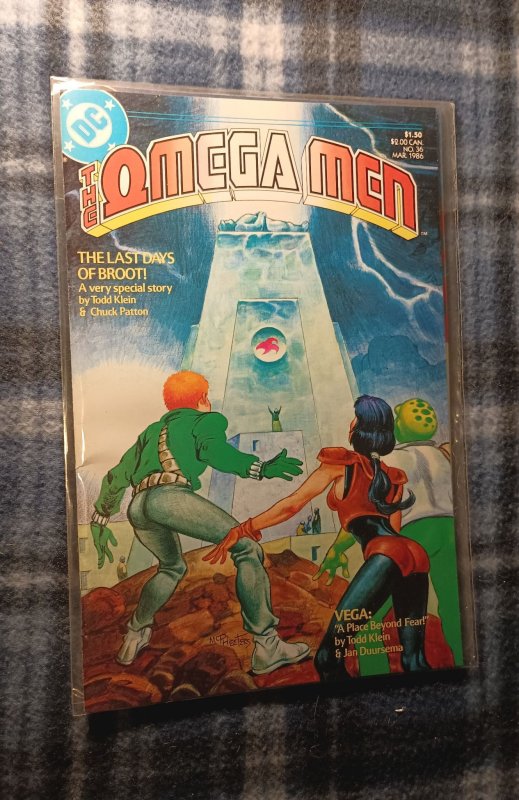 DC
$1.50
$2.00 CAN.
NO. 36
MAR. 1986
THE OMEGA MEN
TM
THE LAST DAYS
OF BROOT!
A very special story
by Todd Klein
& Chuck Patton
VEGA:
"A Place Beyond Fear!"
by Todd Klein
& Jan Duursema
McPheeters